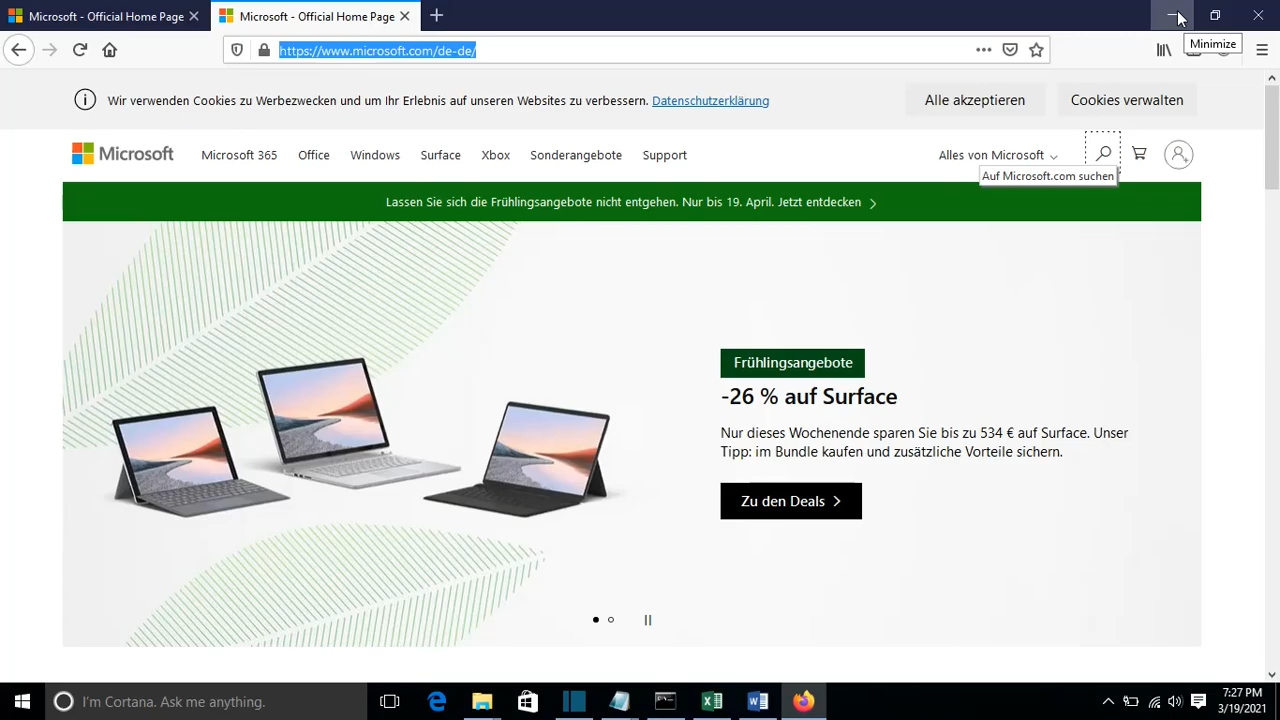 Microsoft - Official Home Page
Microsoft - Official Home Page
Minimize
https://www.microsoft.com/de-de/
Wir verwenden Cookies zu Werbezwecken und um Ihr Erlebnis auf unseren Websites zu verbessern. Datenschutzerklärung
Alle akzeptieren
Cookies verwalten
Microsoft
Microsoft 365
Office
Windows
Surface
Xbox
Sonderangebote
Support
Alles von Microsoft
Auf Microsoft.com suchen
Lassen Sie sich die Frühlingsangebote nicht entgehen. Nur bis 19. April. Jetzt entdecken
Frühlingsangebote
-26 % auf Surface
Nur dieses Wochenende sparen Sie bis zu 534 € auf Surface. Unser
Tipp: im Bundle kaufen und zusätzliche Vorteile sichern.
Zu den Deals
I'm Cortana. Ask me anything.
7:27 PM
3/19/2021